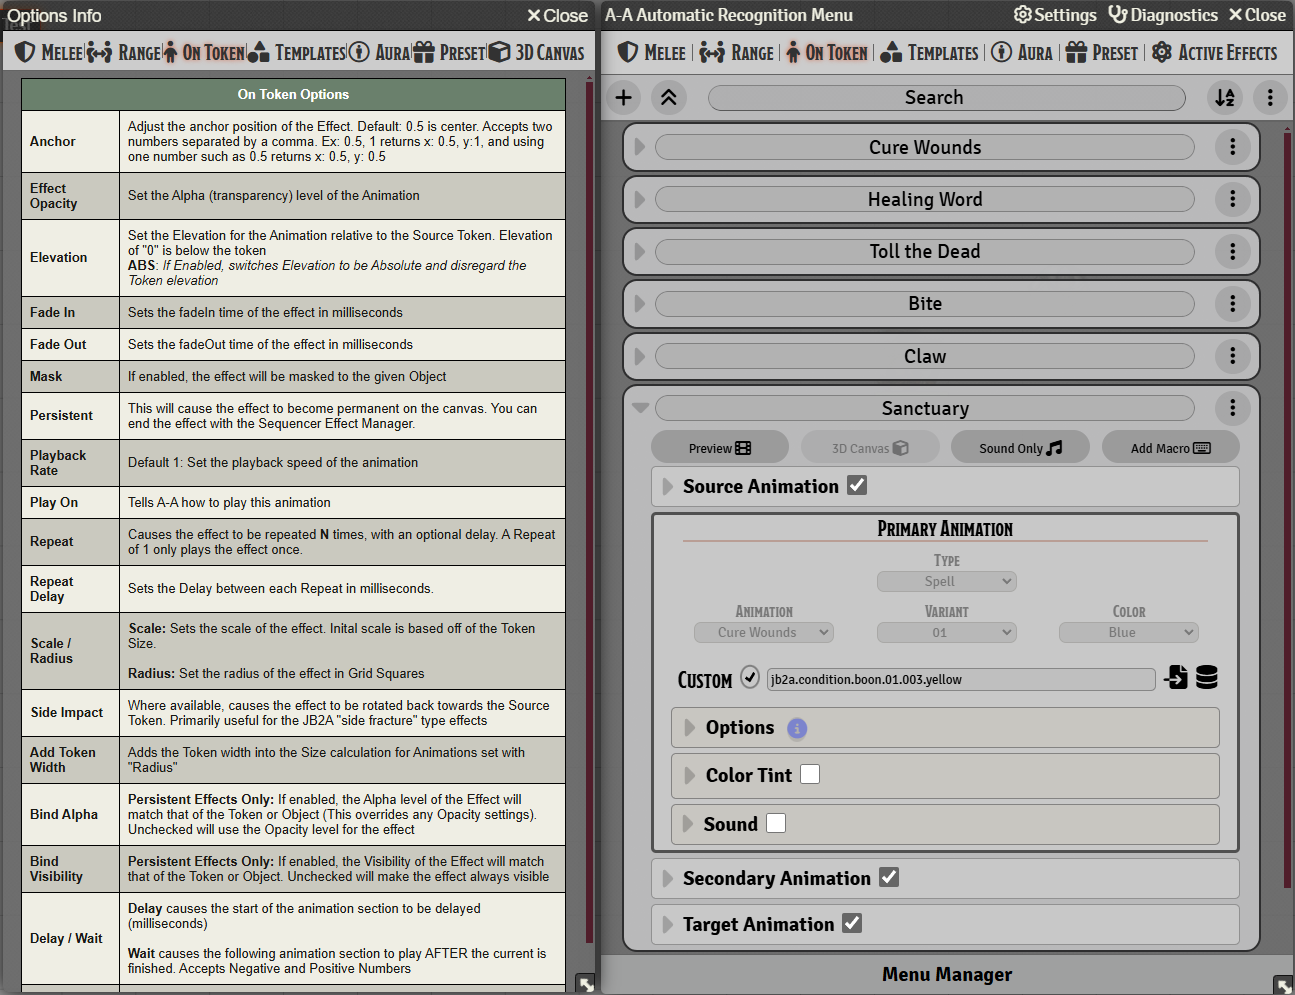 Options Info
Close
MELEE
RANGE
ON TOKEN
TEMPLATES
AURA
PRESET
3D CANVAS
On Token Options
Anchor
Adjust the anchor position of the Effect. Default: 0.5 is center. Accepts two
numbers separated by a comma. Ex: 0.5, 1 returns x: 0.5, y:1, and using
one number such as 0.5 returns x: 0.5, y: 0.5
Effect
Opacity
Set the Alpha (transparency) level of the Animation
Elevation
Set the Elevation for the Animation relative to the Source Token. Elevation
of "0" is below the token
ABS: If Enabled, switches Elevation to be Absolute and disregard the
Token elevation
Fade In
Sets the fadeIn time of the effect in milliseconds
Fade Out
Sets the fadeOut time of the effect in milliseconds
Mask
If enabled, the effect will be masked to the given Object
Persistent
This will cause the effect to become permanent on the canvas. You can
end the effect with the Sequencer Effect Manager.
Playback
Rate
Default 1: Set the playback speed of the animation
Play On
Tells A-A how to play this animation
Repeat
Causes the effect to be repeated N times, with an optional delay. A Repeat
of 1 only plays the effect once.
Repeat
Delay
Sets the Delay between each Repeat in milliseconds.
Scale /
Radius
Scale: Sets the scale of the effect. Inital scale is based off of the Token
Size.
Radius: Set the radius of the effect in Grid Squares
Side Impact
Where available, causes the effect to be rotated back towards the Source
Token. Primarily useful for the JB2A "side fracture" type effects
Add Token
Width
Adds the Token width into the Size calculation for Animations set with
"Radius"
Bind Alpha
Persistent Effects Only: If enabled, the Alpha level of the Effect will
match that of the Token or Object (This overrides any Opacity settings).
Unchecked will use the Opacity level for the effect
Bind
Visibility
Persistent Effects Only: If enabled, the Visibility of the Effect will match
that of the Token or Object. Unchecked will make the effect always visible
Delay / Wait
Delay causes the start of the animation section to be delayed
(milliseconds)
Wait causes the following animation section to play AFTER the current is
finished. Accepts Negative and Positive Numbers
A-A Automatic Recognition Menu
Settings
Diagnostics
Close
MELEE
RANGE
ON TOKEN
TEMPLATES
AURA
PRESET
ACTIVE EFFECTS
Search
Cure Wounds
Healing Word
Toll the Dead
Bite
Claw
Sanctuary
Preview
3D Canvas
Sound Only
Add Macro
Source Animation
PRIMARY ANIMATION
TYPE
Spell
ANIMATION
VARIANT
COLOR
Cure Wounds
01
Blue
CUSTOM
jb2a.condition.boon.01.003.yellow
Options
Color Tint
Sound
Secondary Animation
Target Animation
Menu Manager